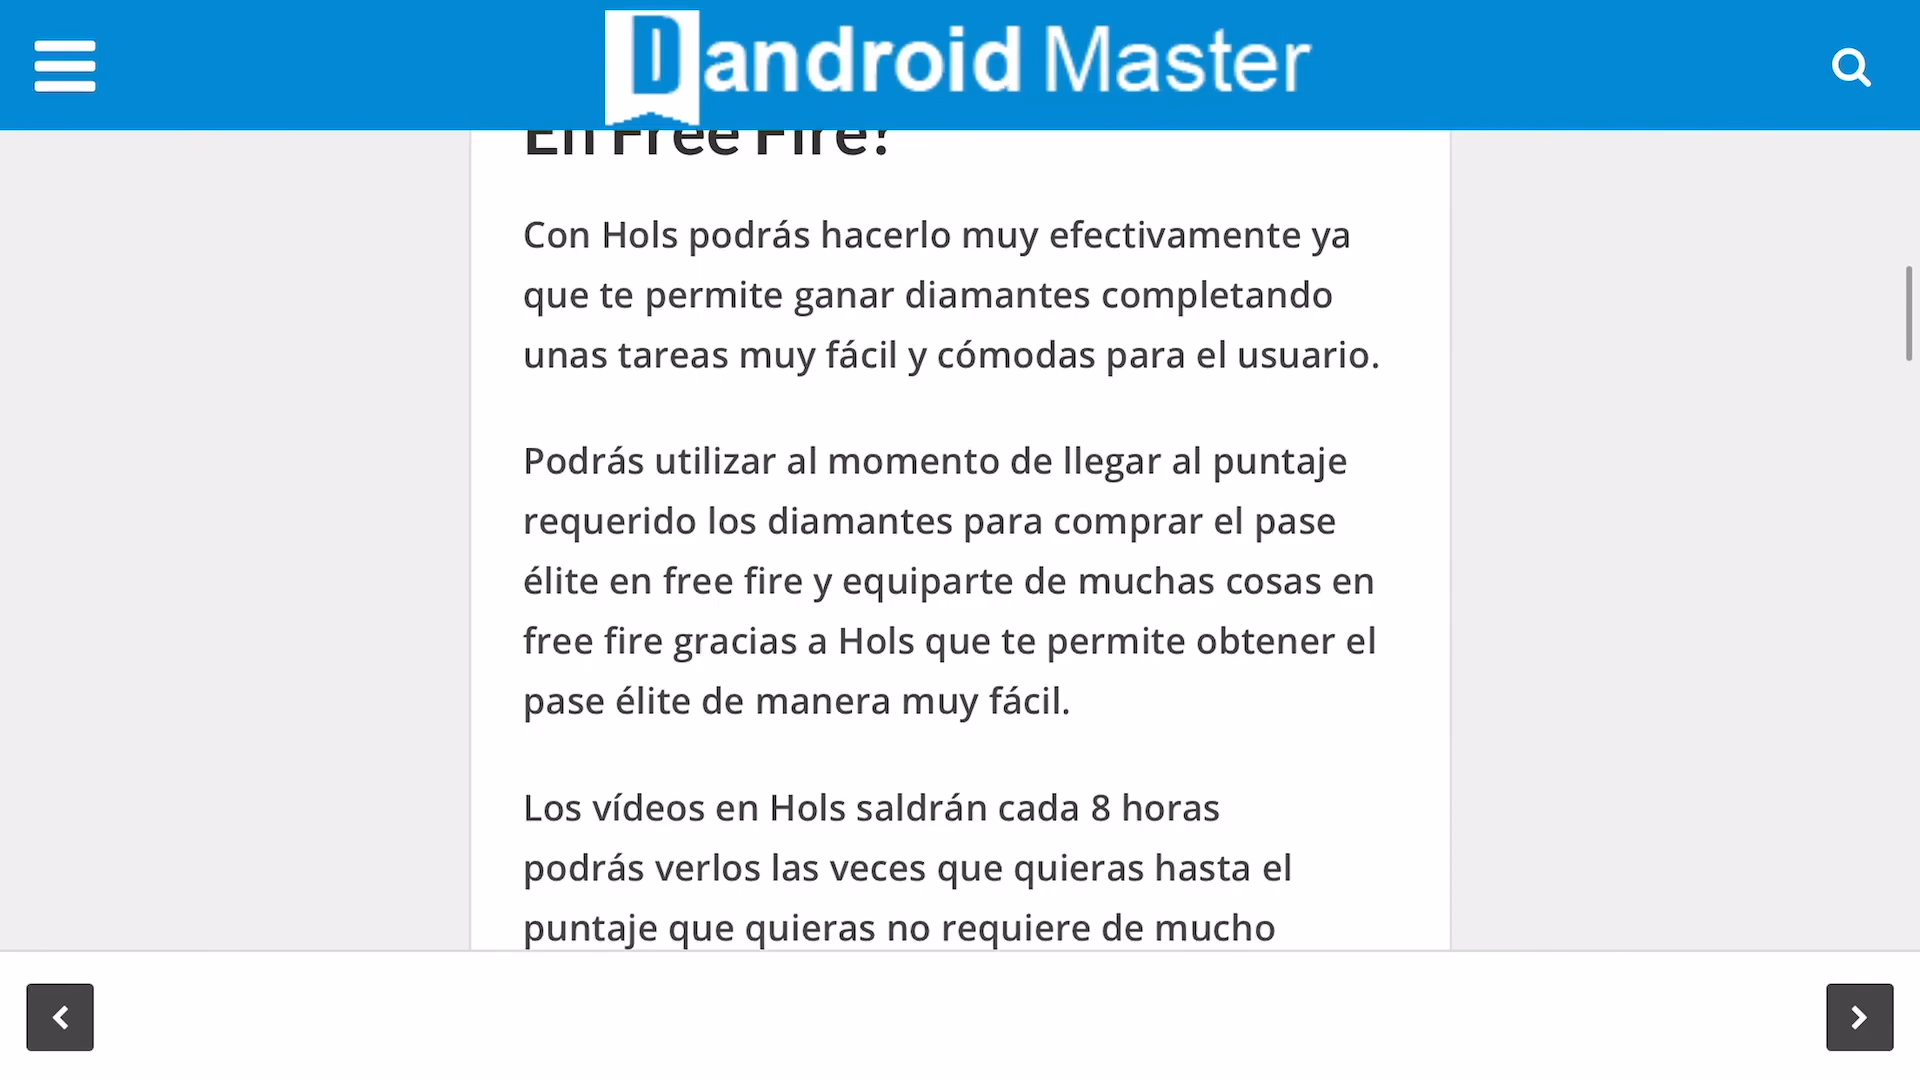 Dandroid Master
En Free Fire?
Con Hols podrás hacerlo muy efectivamente ya
que te permite ganar diamantes completando
unas tareas muy fácil y cómodas para el usuario.
Podrás utilizar al momento de llegar al puntaje
requerido los diamantes para comprar el pase
élite en free fire y equiparte de muchas cosas en
free fire gracias a Hols que te permite obtener el
pase élite de manera muy fácil.
Los vídeos en Hols saldrán cada 8 horas
podrás verlos las veces que quieras hasta el
puntaje que quieras no requiere de mucho